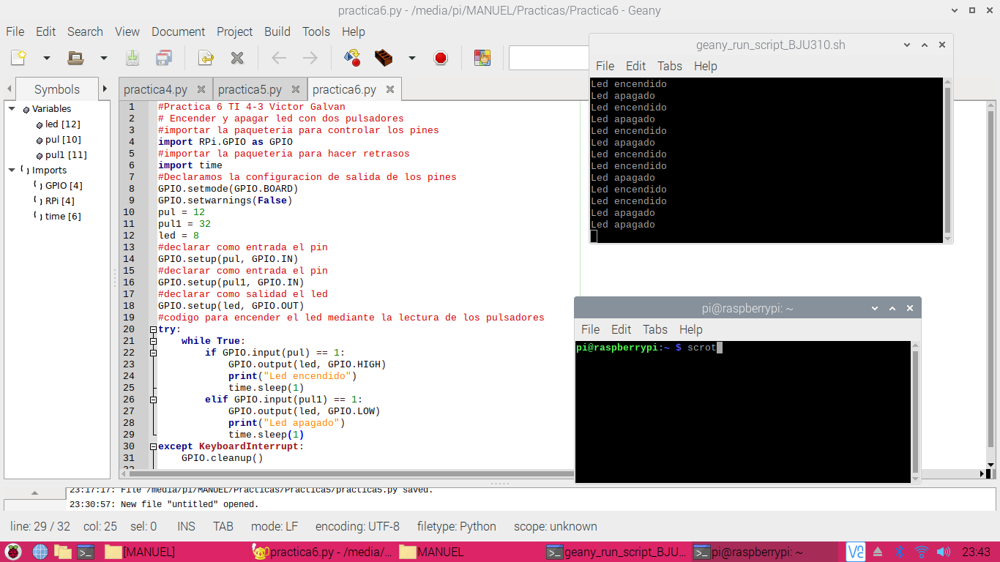 practica6.py - /media/pi/MANUEL/Practicas/Practica6 - Geany
File Edit Search View Document Project Build Tools Help
Symbols
Variables
led [12]
pul [10]
pul1 [11]
Imports
GPIO [4]
RPi [4]
time [6]
practica4.py practica5.py practica6.py
1 #Practica 6 TI 4-3 Victor Galvan
2 # Encender y apagar led con dos pulsadores
3 #importar la paqueteria para controlar los pines
4 import RPi.GPIO as GPIO
5 #importar la paqueteria para hacer retrasos
6 import time
7 #Declaramos la configuracion de salida de los pines
8 GPIO.setmode(GPIO.BOARD)
9 GPIO.setwarnings(False)
10 pul = 12
11 pul1 = 32
12 led = 8
13 #declarar como entrada el pin
14 GPIO.setup(pul, GPIO.IN)
15 #declarar como entrada el pin
16 GPIO.setup(pul1, GPIO.IN)
17 #declarar como salidad el led
18 GPIO.setup(led, GPIO.OUT)
19 #codigo para encender el led mediante la lectura de los pulsadores
20 try:
21 while True:
22 if GPIO.input(pul) == 1:
23 GPIO.output(led, GPIO.HIGH)
24 print("Led encendido")
25 time.sleep(1)
26 elif GPIO.input(pul1) == 1:
27 GPIO.output(led, GPIO.LOW)
28 print("Led apagado")
29 time.sleep(1)
30 except KeyboardInterrupt:
31 GPIO.cleanup()
32
geany_run_script_BJU310.sh
File Edit Tabs Help
Led encendido
Led apagado
Led encendido
Led apagado
Led encendido
Led apagado
Led encendido
Led encendido
Led apagado
Led encendido
Led encendido
Led apagado
Led apagado
pi@raspberrypi: ~
File Edit Tabs Help
pi@raspberrypi:~ $ scrot
23:17:17: File /media/pi/MANUEL/Practicas/Practica5/practica5.py saved.
23:30:57: New file "untitled" opened.
line: 29 / 32 col: 25 sel: 0 INS TAB mode: LF encoding: UTF-8 filetype: Python scope: unknown
[MANUEL] practica6.py - /media/... MANUEL geany_run_script_BJU... pi@raspberrypi: ~ 23:43